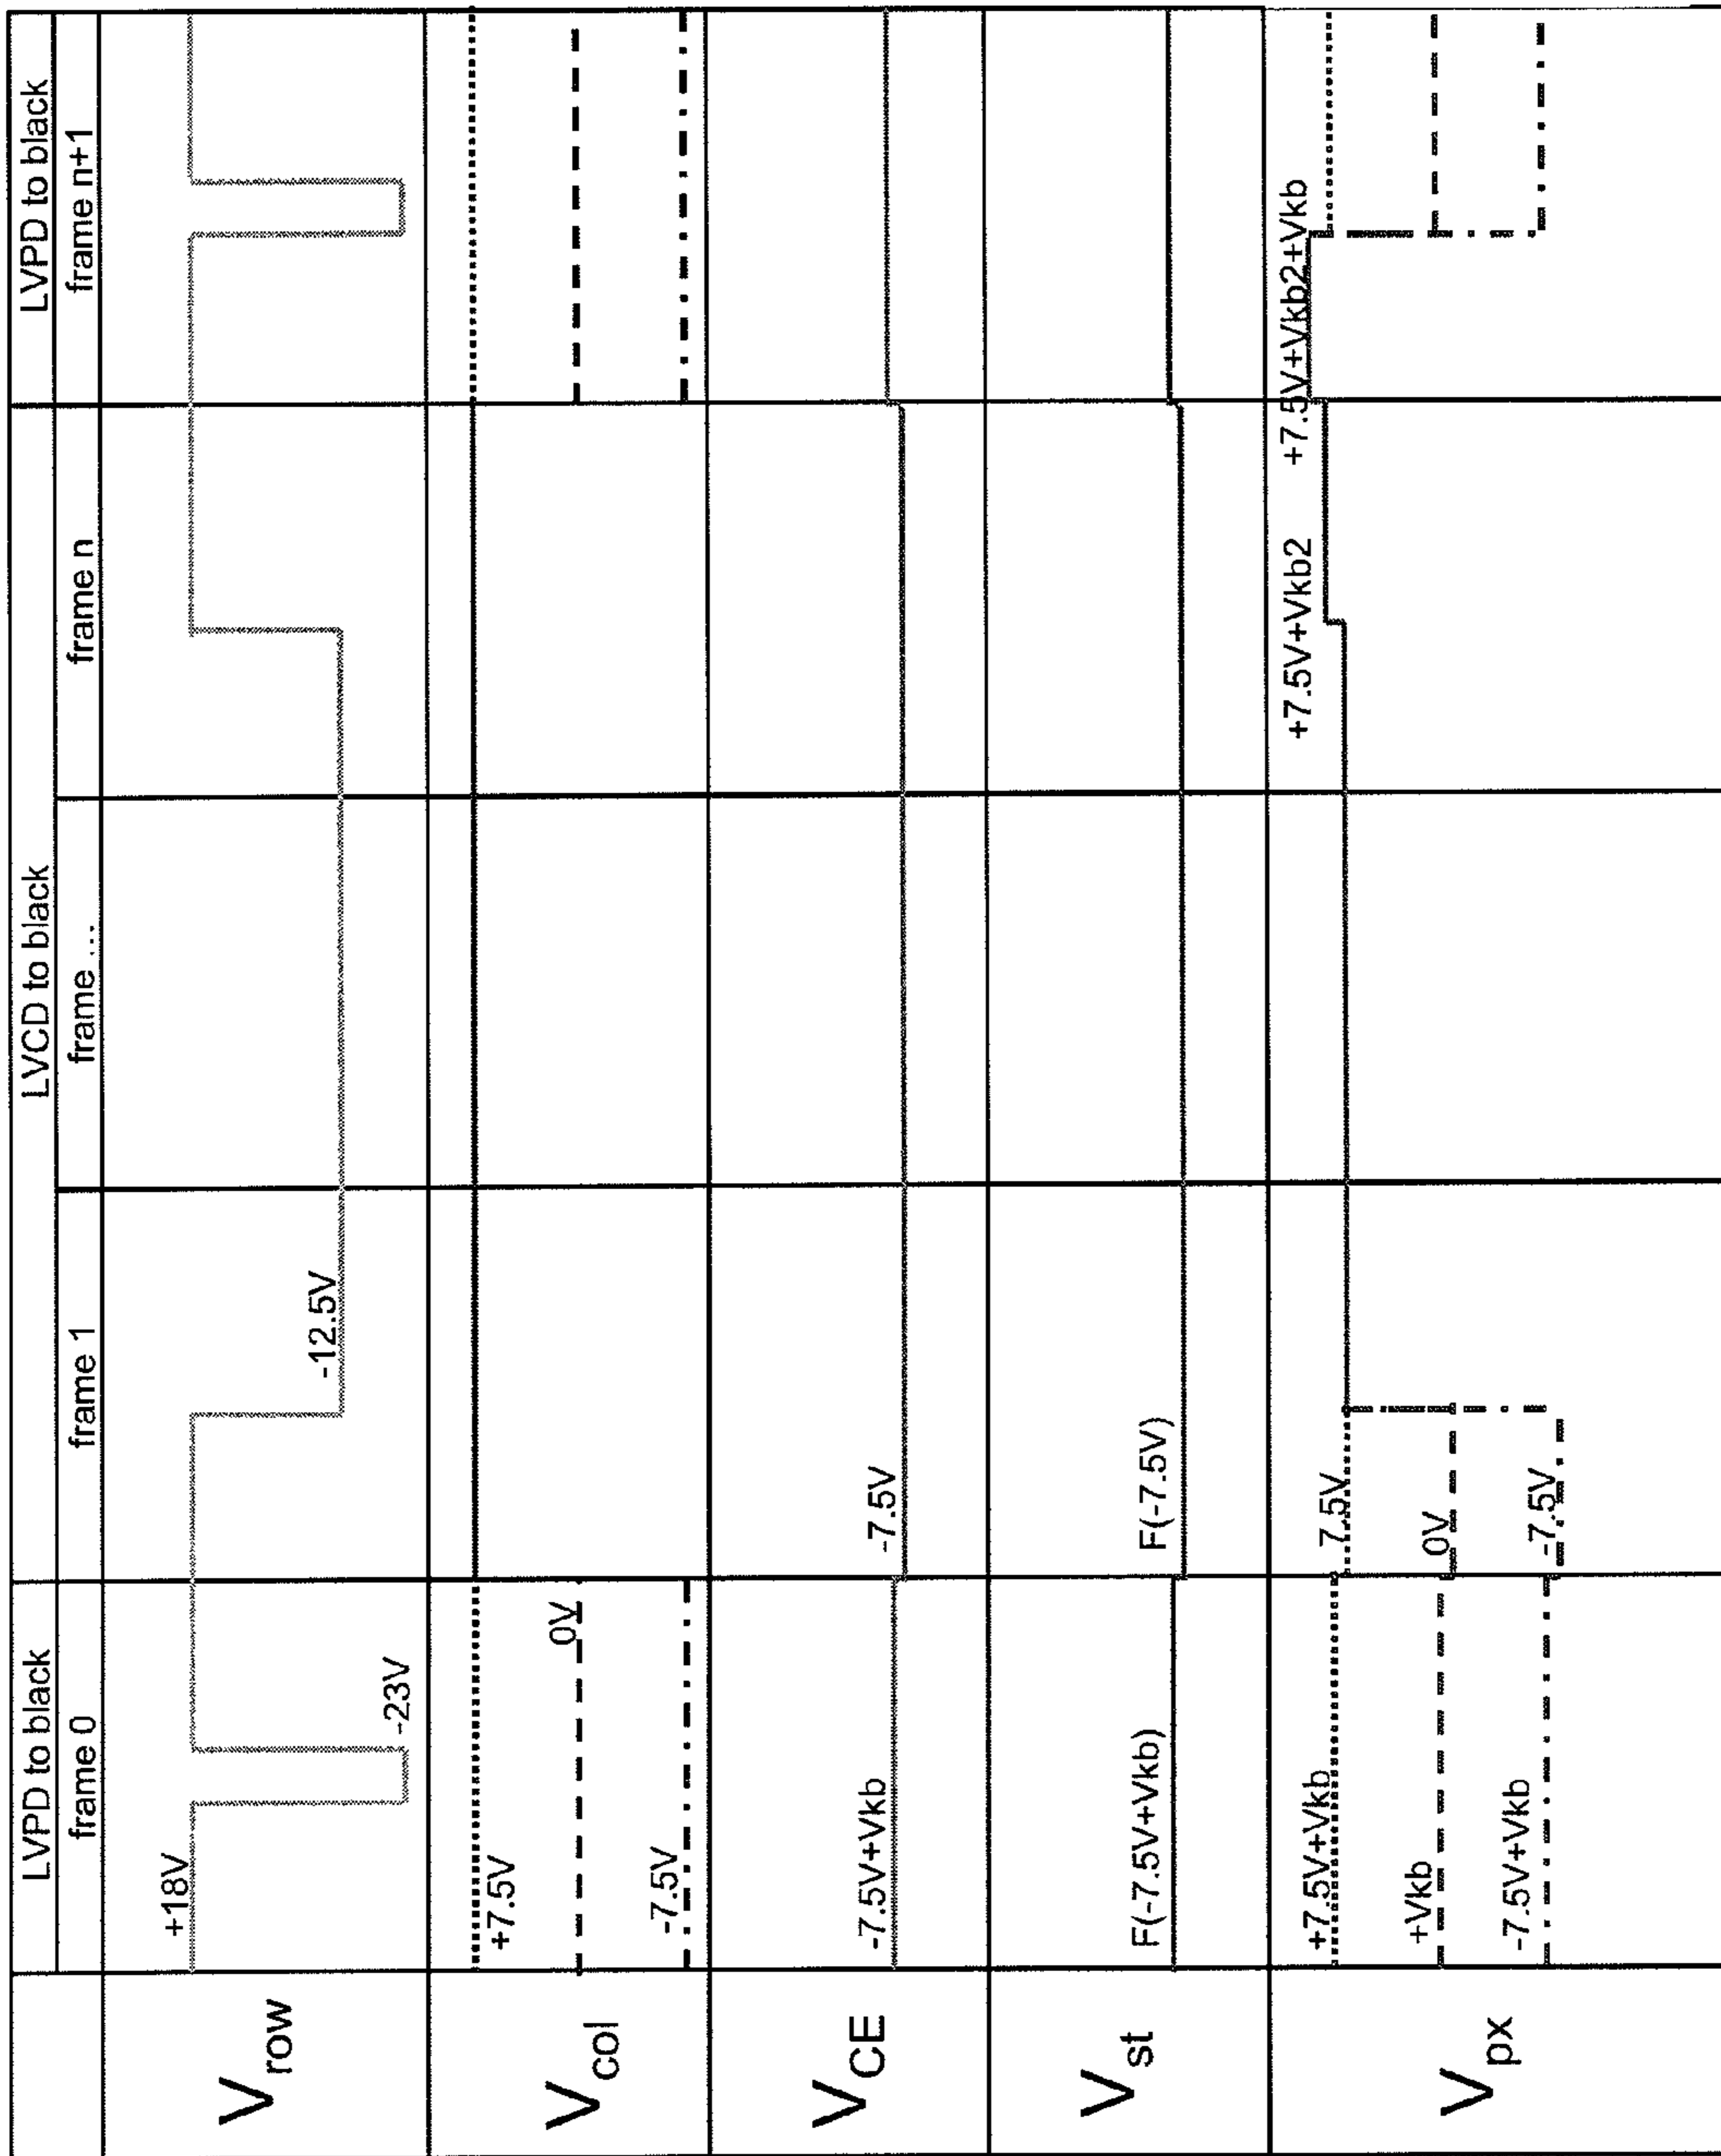 LVPD to black
LVCD to black
LVPD to black
frame 0
frame 1
frame ...
frame n
frame n+1
Vrow
+18V
-23V
-12.5V
Vcol
+7.5V
0V
-7.5V
VCE
-7.5V+Vkb
-7.5V
Vst
F(-7.5V+Vkb)
F(-7.5V)
Vpx
+7.5V+Vkb
+Vkb
-7.5V+Vkb
7.5V
0V
-7.5V
+7.5V+Vkb2
+7.5V+Vkb2+Vkb